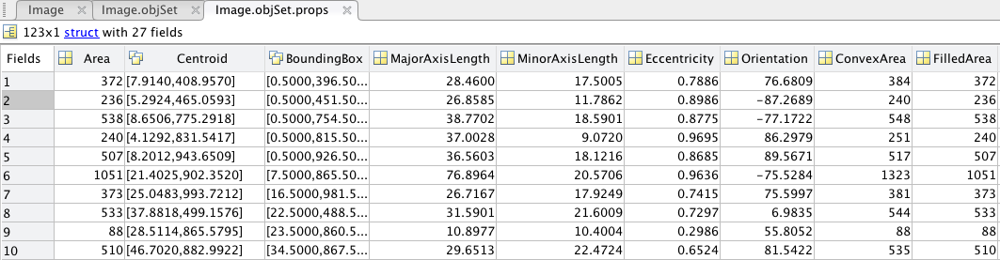 Image Image.objSet Image.objSet.props
123x1 struct with 27 fields
Fields Area Centroid BoundingBox MajorAxisLength MinorAxisLength Eccentricity Orientation ConvexArea FilledArea
1 372 [7.9140,408.9570] [0.5000,396.50... 28.4600 17.5005 0.7886 76.6809 384 372
2 236 [5.2924,465.0593] [0.5000,451.50... 26.8585 11.7862 0.8986 -87.2689 240 236
3 538 [8.6506,775.2918] [0.5000,754.50... 38.7702 18.5901 0.8775 -77.1722 548 538
4 240 [4.1292,831.5417] [0.5000,815.50... 37.0028 9.0720 0.9695 86.2979 251 240
5 507 [8.2012,943.6509] [0.5000,926.50... 36.5603 18.1216 0.8685 89.5671 517 507
6 1051 [21.4025,902.3520] [7.5000,865.50... 76.8964 20.5706 0.9636 -75.5284 1323 1051
7 373 [25.0483,993.7212] [16.5000,981.5... 26.7167 17.9249 0.7415 75.5997 381 373
8 533 [37.8818,499.1576] [22.5000,488.5... 31.5901 21.6009 0.7297 6.9835 544 533
9 88 [28.5114,865.5795] [23.5000,860.5... 10.8977 10.4004 0.2986 55.8052 88 88
10 510 [46.7020,882.9922] [34.5000,867.5... 29.6513 22.4724 0.6524 81.5422 535 510